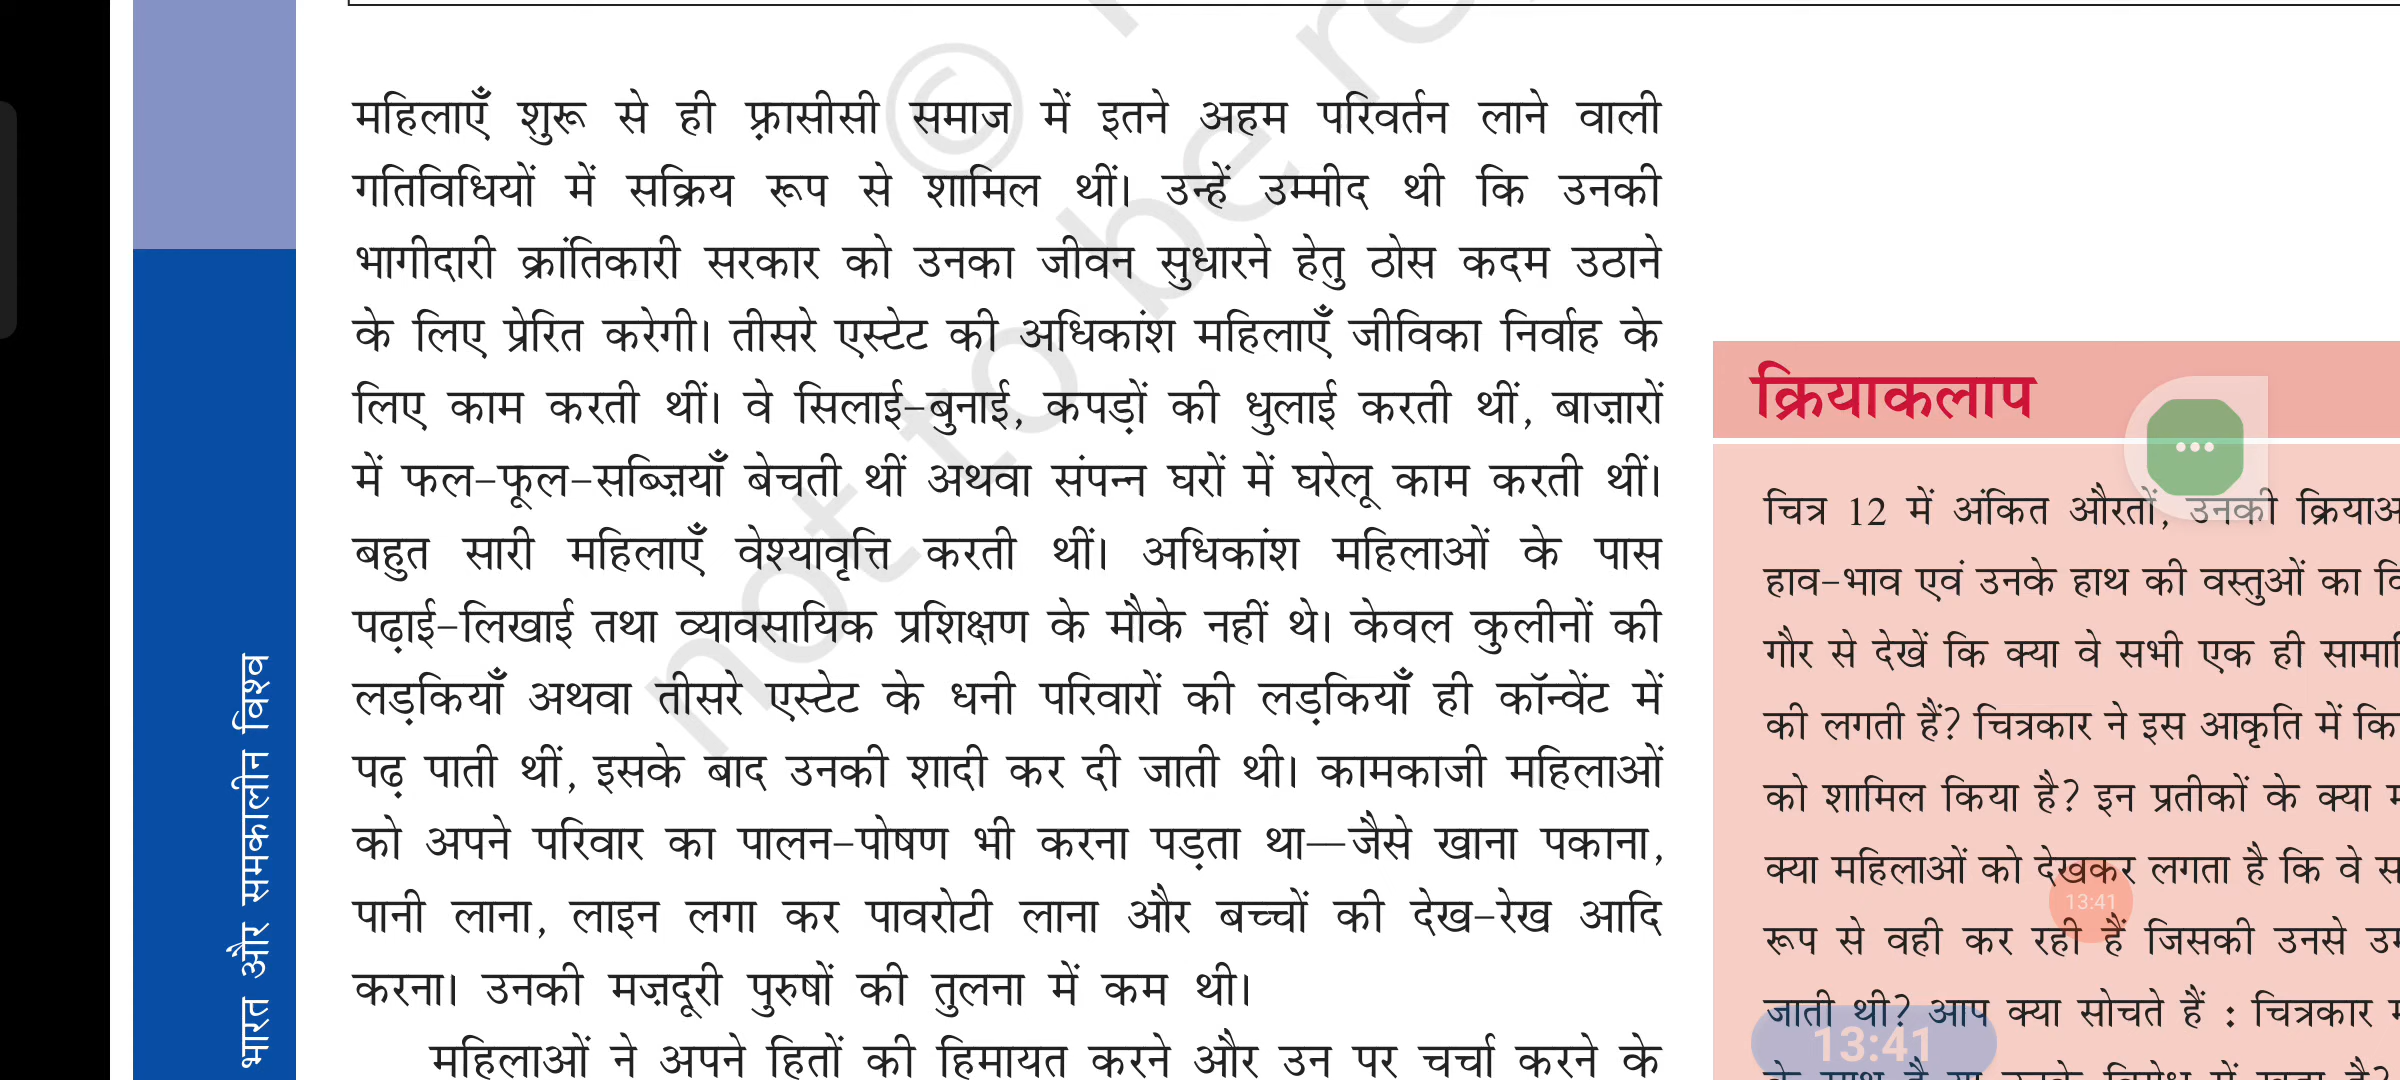 महिलाएँ शुरू से ही फ़्रासीसी समाज में इतने अहम परिवर्तन लाने वाली
गतिविधियों में सक्रिय रूप से शामिल थीं। उन्हें उम्मीद थी कि उनकी
भागीदारी क्रांतिकारी सरकार को उनका जीवन सुधारने हेतु ठोस कदम उठाने
के लिए प्रेरित करेगी। तीसरे एस्टेट की अधिकांश महिलाएँ जीविका निर्वाह के
लिए काम करती थीं। वे सिलाई-बुनाई, कपड़ों की धुलाई करती थीं, बाज़ारों
में फल-फूल-सब्ज़ियाँ बेचती थीं अथवा संपन्न घरों में घरेलू काम करती थीं।
बहुत सारी महिलाएँ वेश्यावृत्ति करती थीं। अधिकांश महिलाओं के पास
पढ़ाई-लिखाई तथा व्यावसायिक प्रशिक्षण के मौके नहीं थे। केवल कुलीनों की
लड़कियाँ अथवा तीसरे एस्टेट के धनी परिवारों की लड़कियाँ ही कॉन्वेंट में
पढ़ पाती थीं, इसके बाद उनकी शादी कर दी जाती थी। कामकाजी महिलाओं
को अपने परिवार का पालन-पोषण भी करना पड़ता था—जैसे खाना पकाना,
पानी लाना, लाइन लगा कर पावरोटी लाना और बच्चों की देख-रेख आदि
करना। उनकी मज़दूरी पुरुषों की तुलना में कम थी।
महिलाओं ने अपने हितों की हिमायत करने और उन पर चर्चा करने के
क्रियाकलाप
चित्र 12 में अंकित औरतों, उनकी
हाव-भाव एवं उनके हाथ की वस्तुओं का
गौर से देखें कि क्या वे सभी एक ही
की लगती हैं? चित्रकार ने इस आकृति में
को शामिल किया है? इन प्रतीकों के क्या
क्या महिलाओं को देखकर लगता है कि वे
रूप से वही कर रही हैं जिसकी उनसे
जाती थी? आप क्या सोचते हैं : चित्रकार
भारत और समकालीन विश्व
© not to be
13:41
13:41